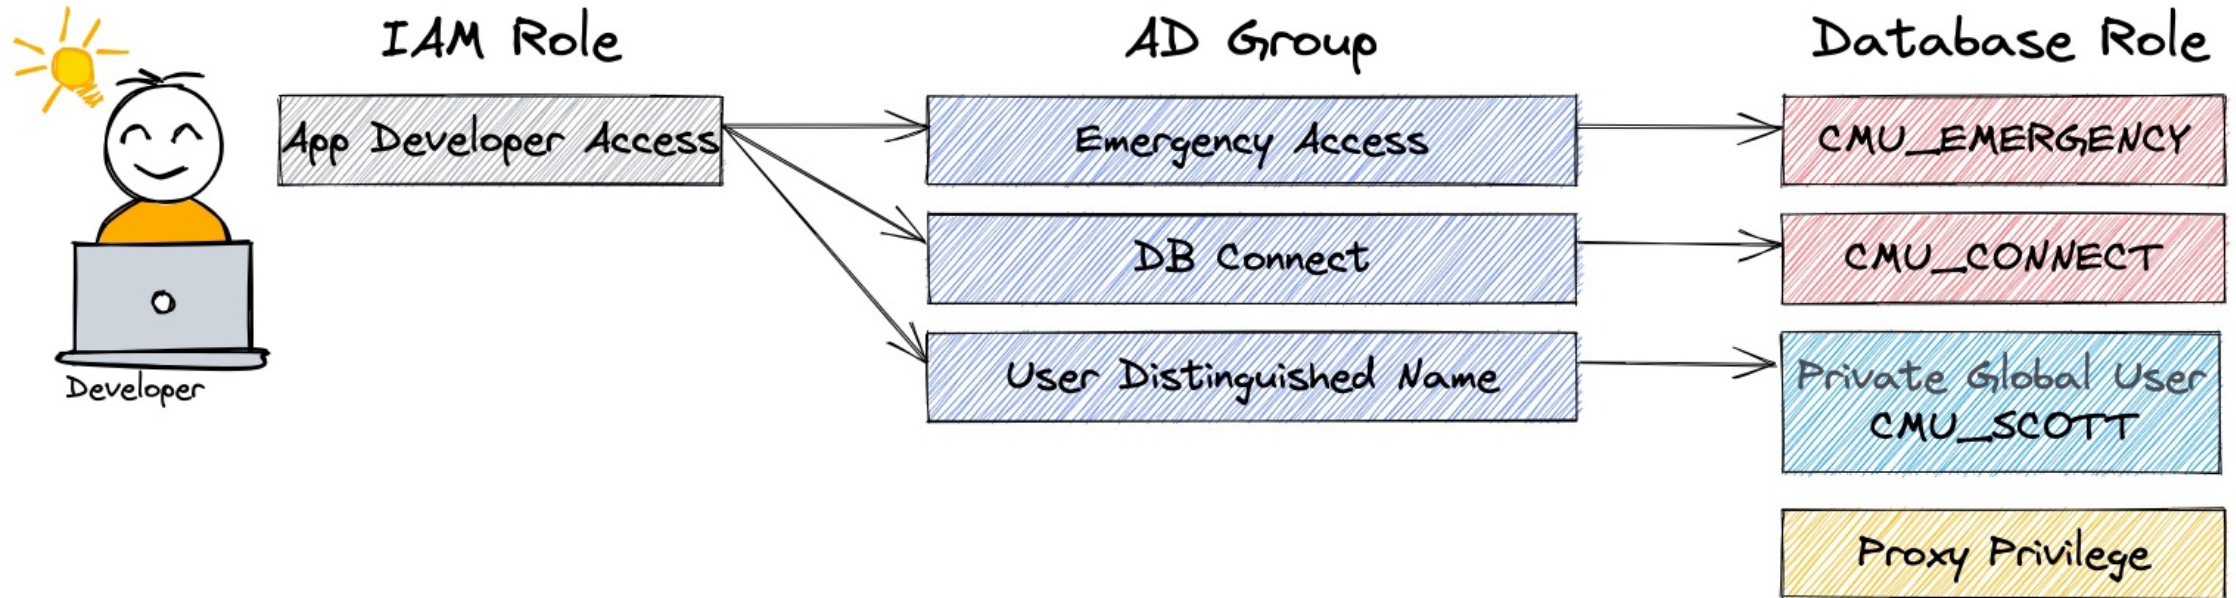 IAM Role
AD Group
Database Role
App Developer Access
Emergency Access
CMU_EMERGENCY
DB Connect
CMU_CONNECT
User Distinguished Name
Private Global User
CMU_SCOTT
Developer
Proxy Privilege